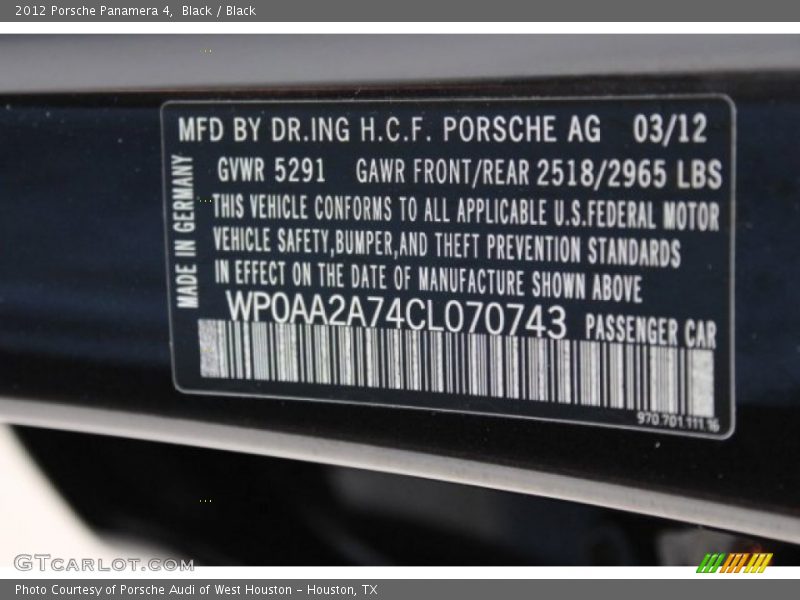 2012 Porsche Panamera 4, Black / Black
MFD BY DR.ING H.C.F. PORSCHE AG 03/12
GVWR 5291 GAWR FRONT/REAR 2518/2965 LBS
THIS VEHICLE CONFORMS TO ALL APPLICABLE U.S.FEDERAL MOTOR
VEHICLE SAFETY,BUMPER,AND THEFT PREVENTION STANDARDS
IN EFFECT ON THE DATE OF MANUFACTURE SHOWN ABOVE
MADE IN GERMANY
WP0AA2A74CL070743 PASSENGER CAR
970.701.111.16
GTCARLOT.COM
Photo Courtesy of Porsche Audi of West Houston - Houston, TX